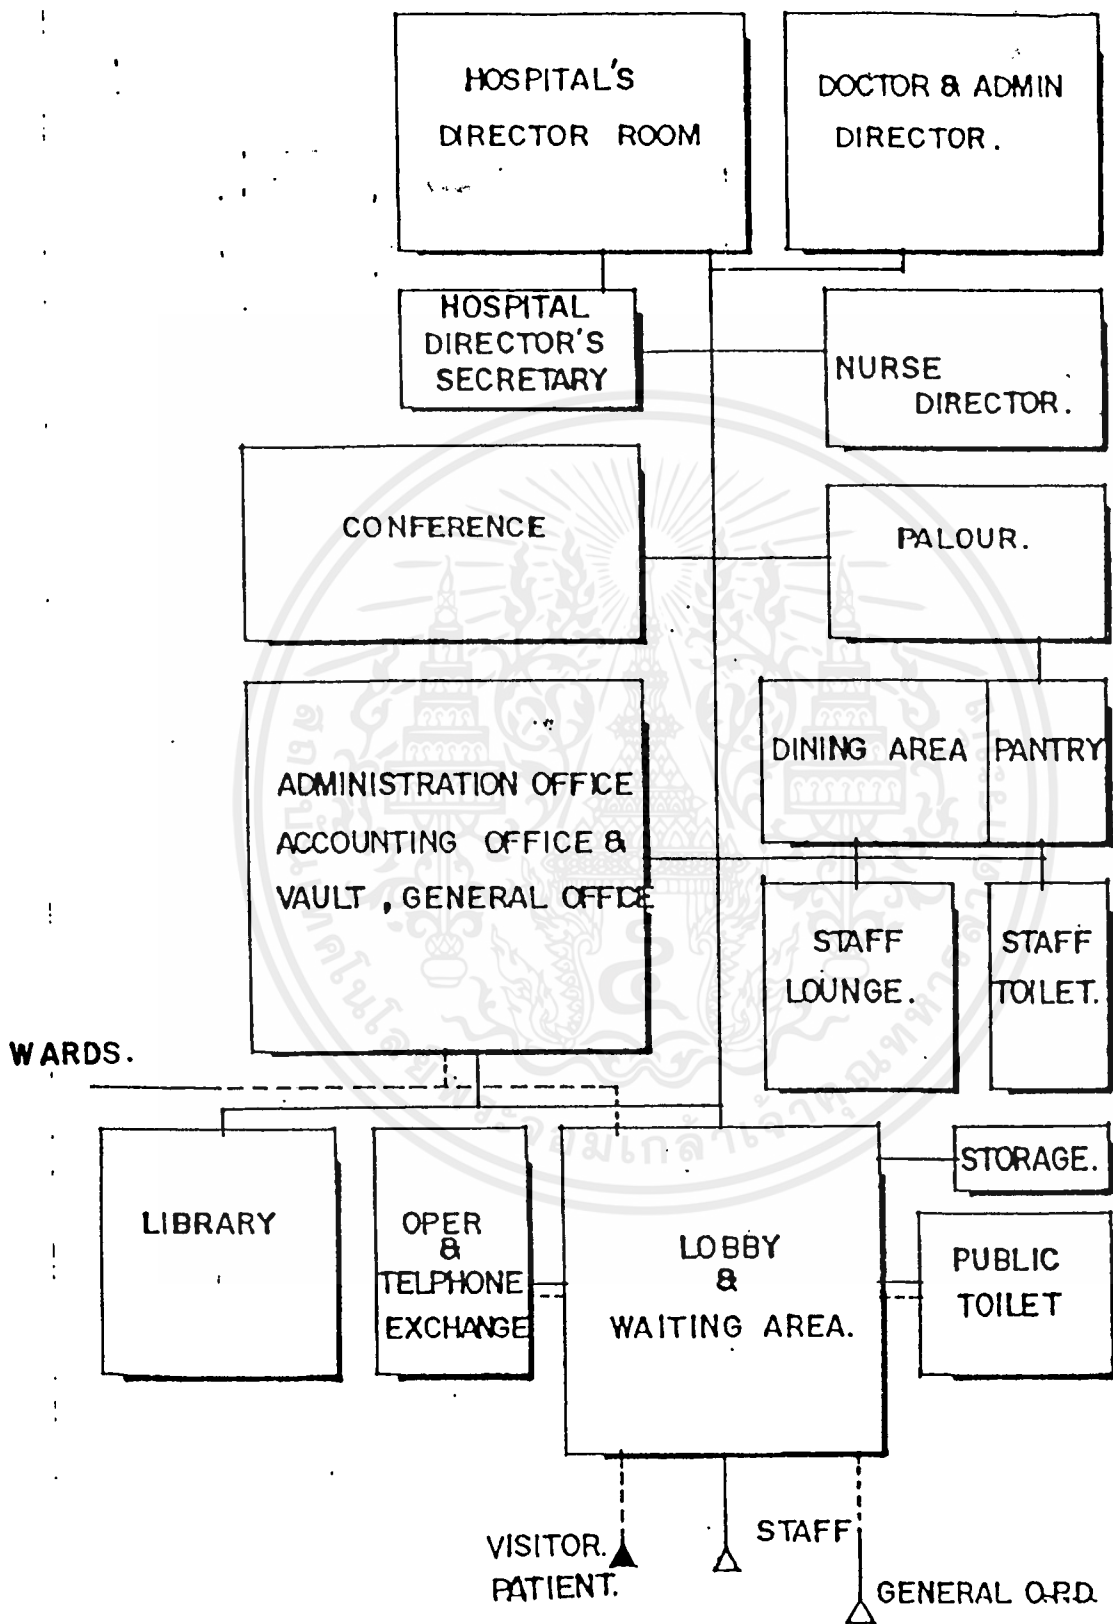 HOSPITAL'S
DIRECTOR ROOM
DOCTOR & ADMIN
DIRECTOR.
HOSPITAL
DIRECTOR'S
SECRETARY
NURSE
DIRECTOR.
CONFERENCE
PALOUR.
ADMINISTRATION OFFICE
ACCOUNTING OFFICE &
VAULT , GENERAL OFFICE
DINING AREA
PANTRY
STAFF
LOUNGE.
STAFF
TOILET.
WARDS.
LIBRARY
OPER
&
TELPHONE
EXCHANGE
LOBBY
&
WAITING AREA.
STORAGE.
PUBLIC
TOILET
VISITOR.
PATIENT.
STAFF
GENERAL O.P.D.